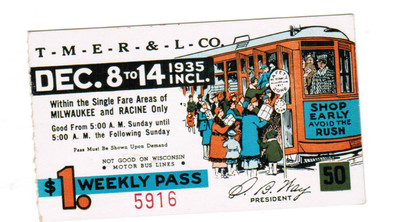 T-M-E-R-&-L-CO.
DEC. 8 TO 14 1935 INCL.
Within the Single Fare Areas of
MILWAUKEE and RACINE Only
Good From 5:00 A. M. Sunday until
5:00 A. M. the Following Sunday
Pass Must Be Shown Upon Demand
NOT GOOD ON WISCONSIN
MOTOR BUS LINES
$1. WEEKLY PASS
5916
SHOP
EARLY
AVOID THE
RUSH
50
S. B. Way
PRESIDENT